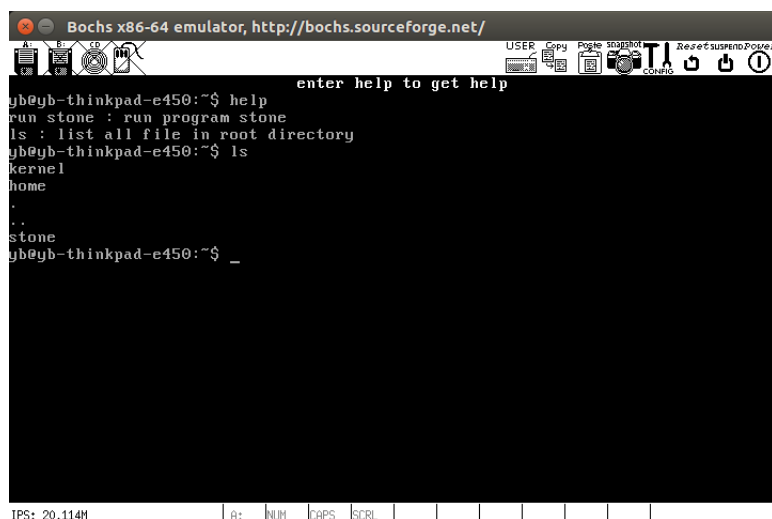 Bochs x86-64 emulator, http://bochs.sourceforge.net/
A: B: CD USER Copy Paste snapshot CONFIG Reset SUSPEND Power
enter help to get help
yb@yb-thinkpad-e450:~$ help
run stone : run program stone
ls : list all file in root directory
yb@yb-thinkpad-e450:~$ ls
kernel
home
.
..
stone
yb@yb-thinkpad-e450:~$ _
IPS: 20.114M A: NUM CAPS SCRL